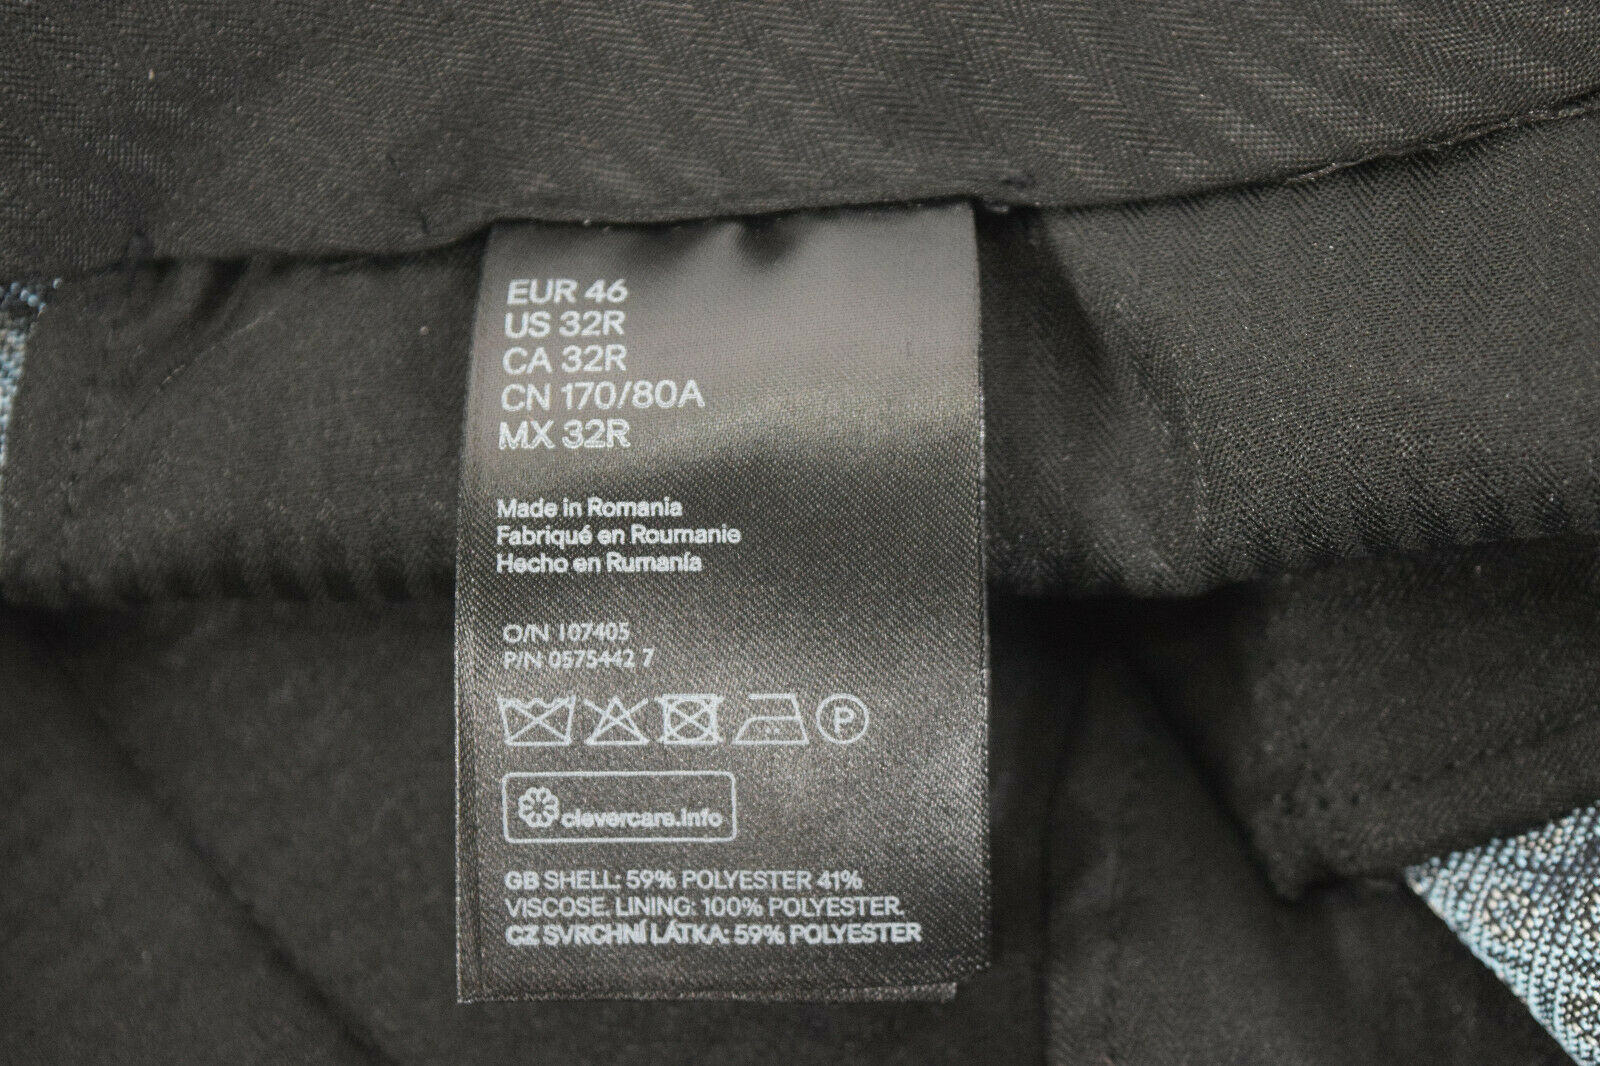 EUR 46
US 32R
CA 32R
CN 170/80A
MX 32R
Made in Romania
Fabriqué en Roumanie
Hecho en Rumanía
O/N 107405
P/N 0575442 7
P
clevercare.info
GB SHELL: 59% POLYESTER 41%
VISCOSE. LINING: 100% POLYESTER.
CZ SVRCHNÍ LÁTKA: 59% POLYESTER